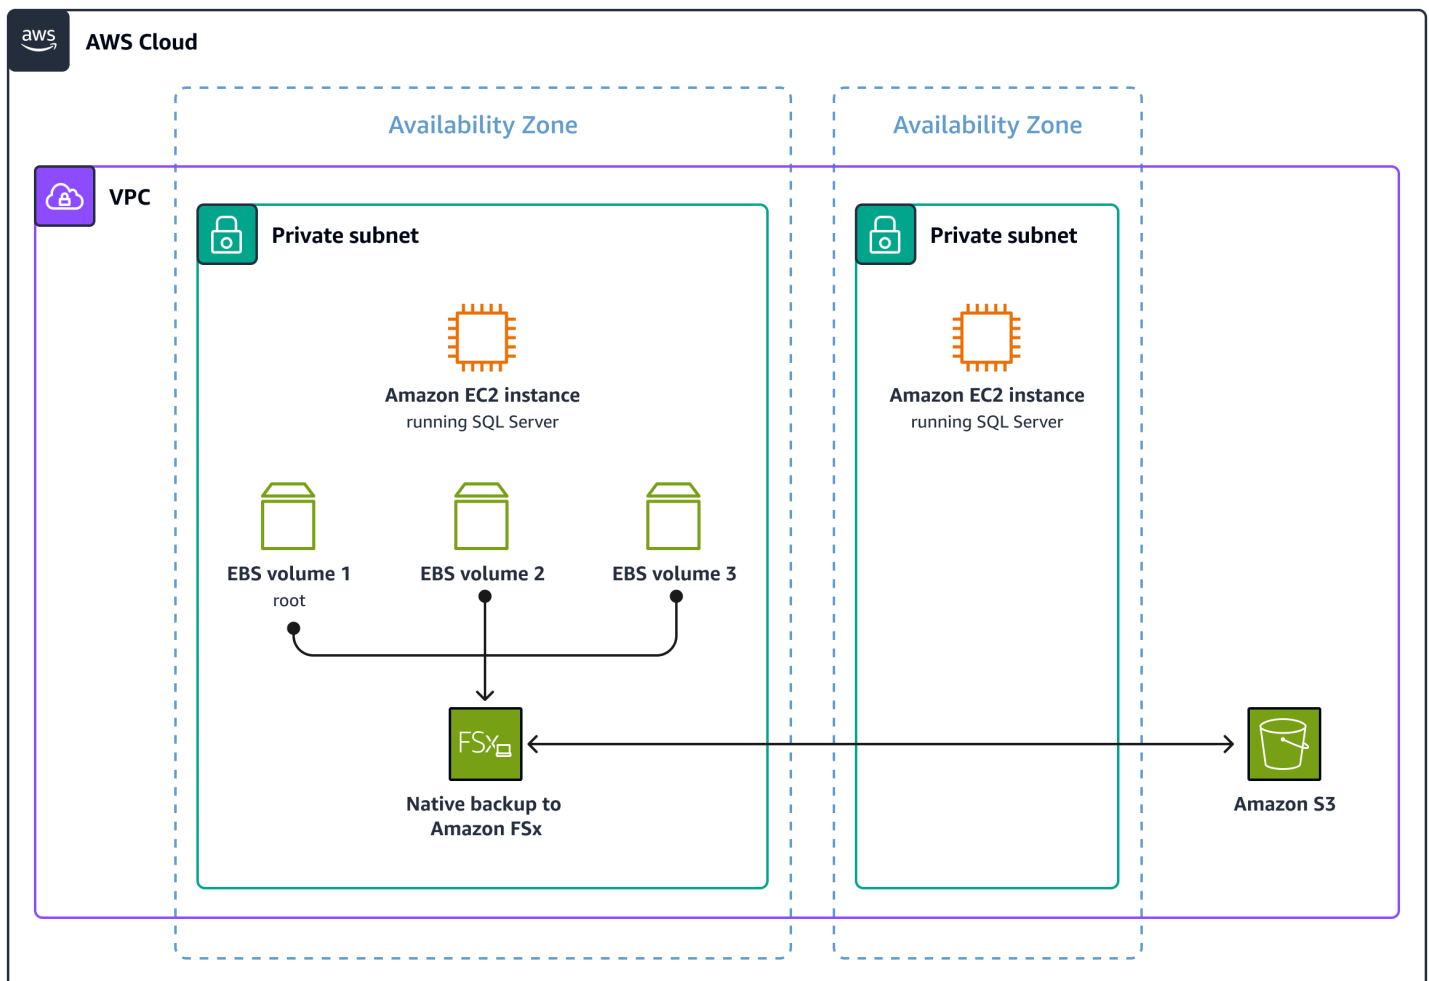 aws
AWS Cloud
Availability Zone
Availability Zone
VPC
Private subnet
Private subnet
Amazon EC2 instance
running SQL Server
Amazon EC2 instance
running SQL Server
EBS volume 1
root
EBS volume 2
EBS volume 3
FSx
Native backup to
Amazon FSx
Amazon S3